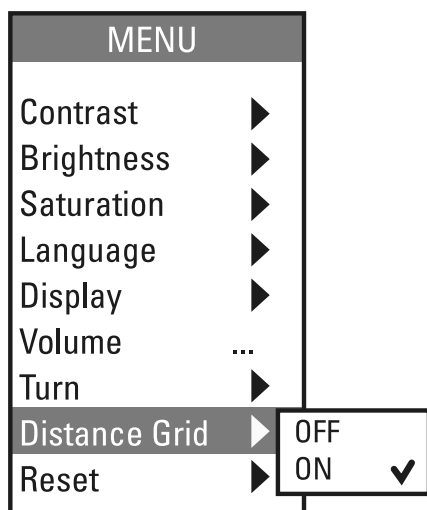 MENU
Contrast
Brightness
Saturation
Language
Display
Volume ...
Turn
Distance Grid
OFF
ON
Reset